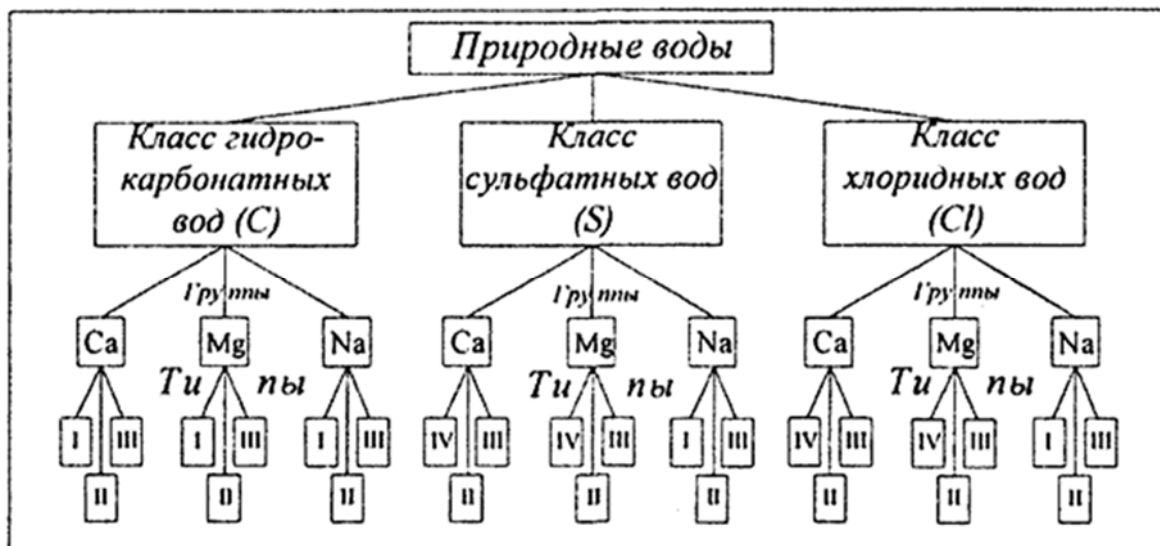 Природные воды
Класс гидро-
карбонатных
вод (C)
Класс
сульфатных вод
(S)
Класс
хлоридных вод
(Cl)
Группы Группы Группы
Ca Mg Na Ca Mg Na Ca Mg Na
Ти пы Ти пы Ти пы
I III I III I III IV III IV III I III IV III IV III I III
II II II II II II II II II